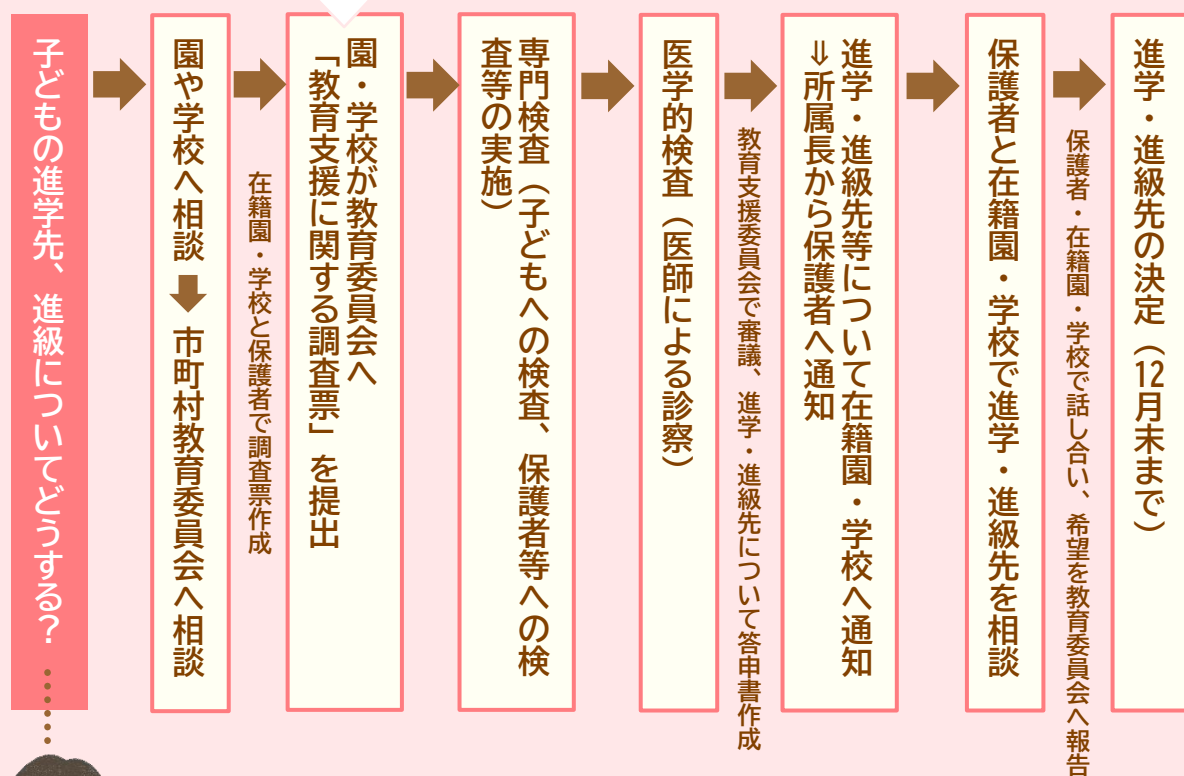 子どもの進学先、進級についてどうする?………
園や学校へ相談
市町村教育委員会へ相談
在籍園・学校と保護者で調査票作成
園・学校が教育委員会へ
「教育支援に関する調査票」を提出
専門検査(子どもへの検査、保護者等への検
査等の実施)
医学的検査(医師による診察)
教育支援委員会で審議、進学・進級先について答申書作成
進学・進級先等について在籍園・学校へ通知
⇒所属長から保護者へ通知
保護者と在籍園・学校で進学・進級先を相談
保護者・在籍園・学校で話し合い、希望を教育委員会へ報告
進学・進級先の決定(12月末まで)